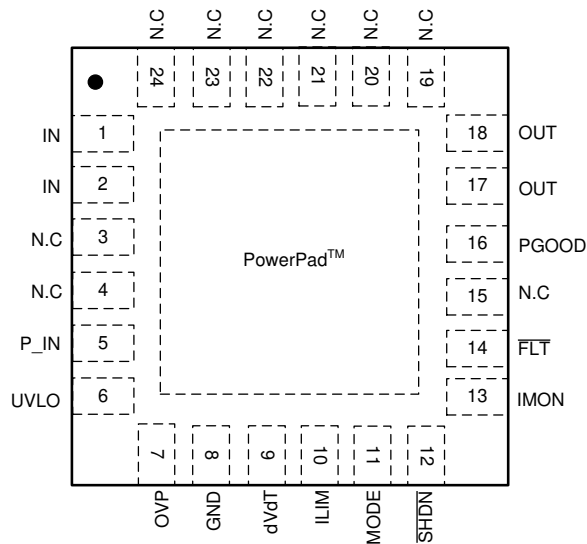 N.C N.C N.C N.C N.C N.C
24 23 22 21 20 19
IN 1 18 OUT
IN 2 17 OUT
N.C 3 16 PGOOD
PowerPad™
N.C 4 15 N.C
P_IN 5 14 F̅L̅T̅
UVLO 6 13 IMON
7 8 9 10 11 12
OVP GND dVdT ILIM MODE S̅H̅D̅N̅